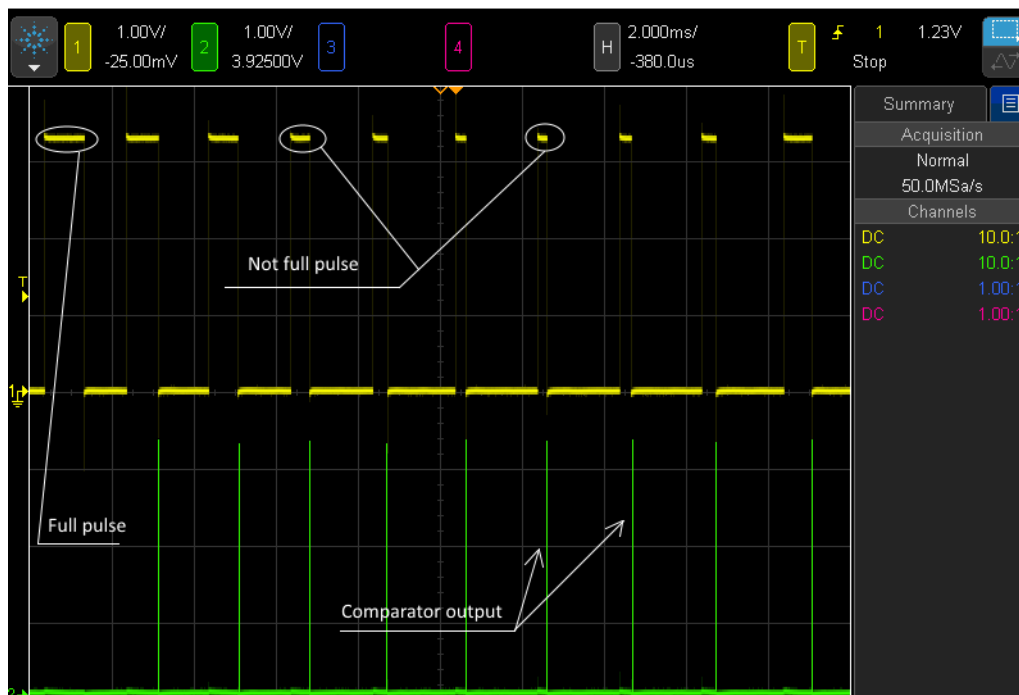 1
1.00V/
-25.00mV
2
1.00V/
3.92500V
3
4
H
2.000ms/
-380.0us
T
1
1.23V
Stop
Summary
Acquisition
Normal
50.0MSa/s
Channels
DC 10.0:1
DC 10.0:1
DC 1.00:1
DC 1.00:1
T
Not full pulse
1
Full pulse
Comparator output
2